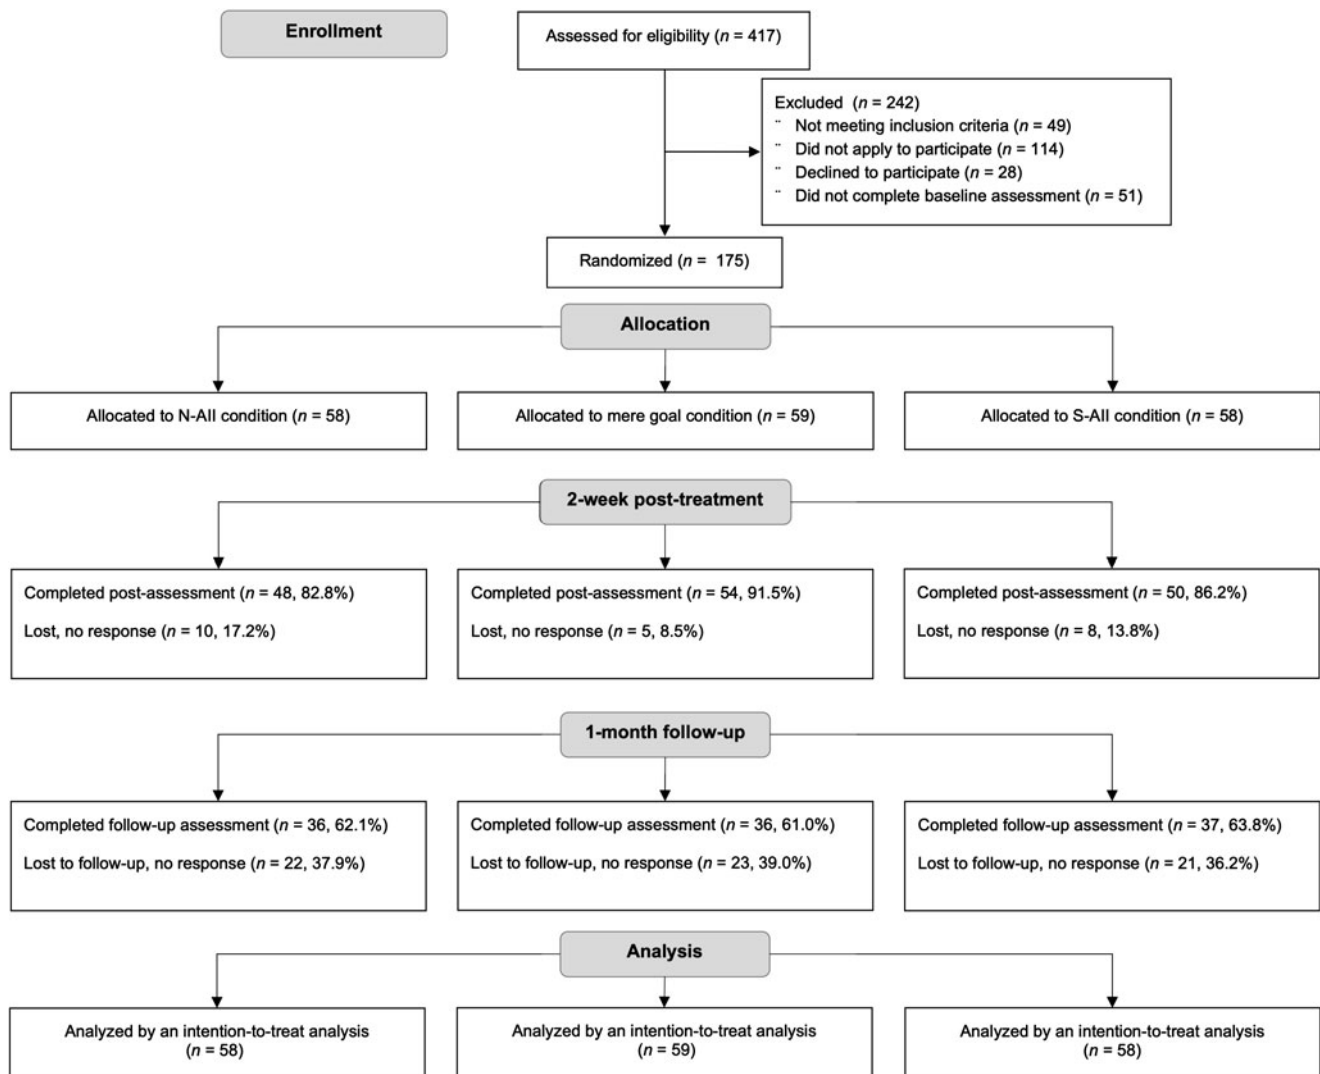 Enrollment
Assessed for eligibility (n = 417)
Excluded (n = 242)
¨ Not meeting inclusion criteria (n = 49)
¨ Did not apply to participate (n = 114)
¨ Declined to participate (n = 28)
¨ Did not complete baseline assessment (n = 51)
Randomized (n = 175)
Allocation
Allocated to N-AII condition (n = 58)
Allocated to mere goal condition (n = 59)
Allocated to S-AII condition (n = 58)
2-week post-treatment
Completed post-assessment (n = 48, 82.8%)
Lost, no response (n = 10, 17.2%)
Completed post-assessment (n = 54, 91.5%)
Lost, no response (n = 5, 8.5%)
Completed post-assessment (n = 50, 86.2%)
Lost, no response (n = 8, 13.8%)
1-month follow-up
Completed follow-up assessment (n = 36, 62.1%)
Lost to follow-up, no response (n = 22, 37.9%)
Completed follow-up assessment (n = 36, 61.0%)
Lost to follow-up, no response (n = 23, 39.0%)
Completed follow-up assessment (n = 37, 63.8%)
Lost to follow-up, no response (n = 21, 36.2%)
Analysis
Analyzed by an intention-to-treat analysis
(n = 58)
Analyzed by an intention-to-treat analysis
(n = 59)
Analyzed by an intention-to-treat analysis
(n = 58)